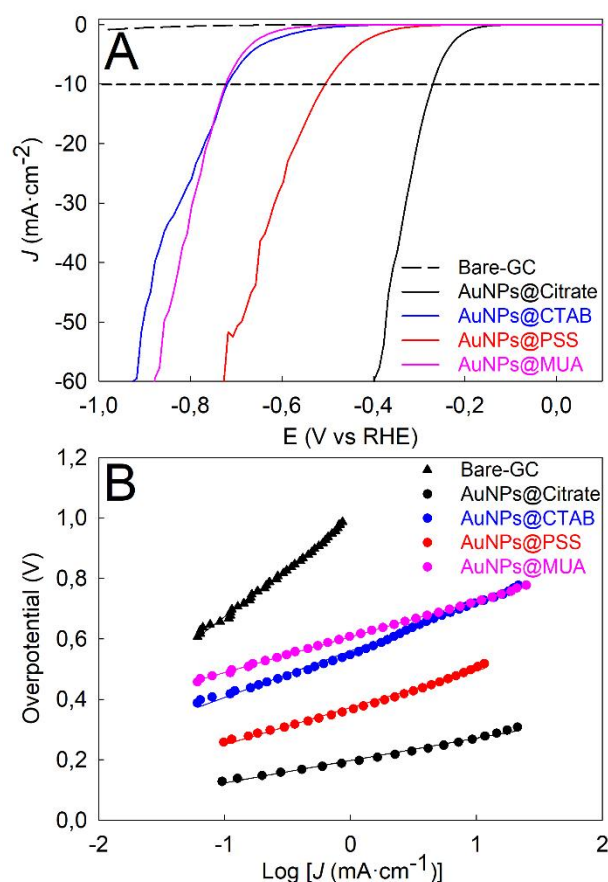 A
0
-10
-20
-30
-40
-50
-60
J (mA·cm⁻²)
Bare-GC
AuNPs@Citrate
AuNPs@CTAB
AuNPs@PSS
AuNPs@MUA
-1,0 -0,8 -0,6 -0,4 -0,2 0,0
E (V vs RHE)
B
1,2
1,0
0,8
0,6
0,4
0,2
0,0
Overpotential (V)
Bare-GC
AuNPs@Citrate
AuNPs@CTAB
AuNPs@PSS
AuNPs@MUA
-2 -1 0 1 2
Log [J (mA·cm⁻¹)]